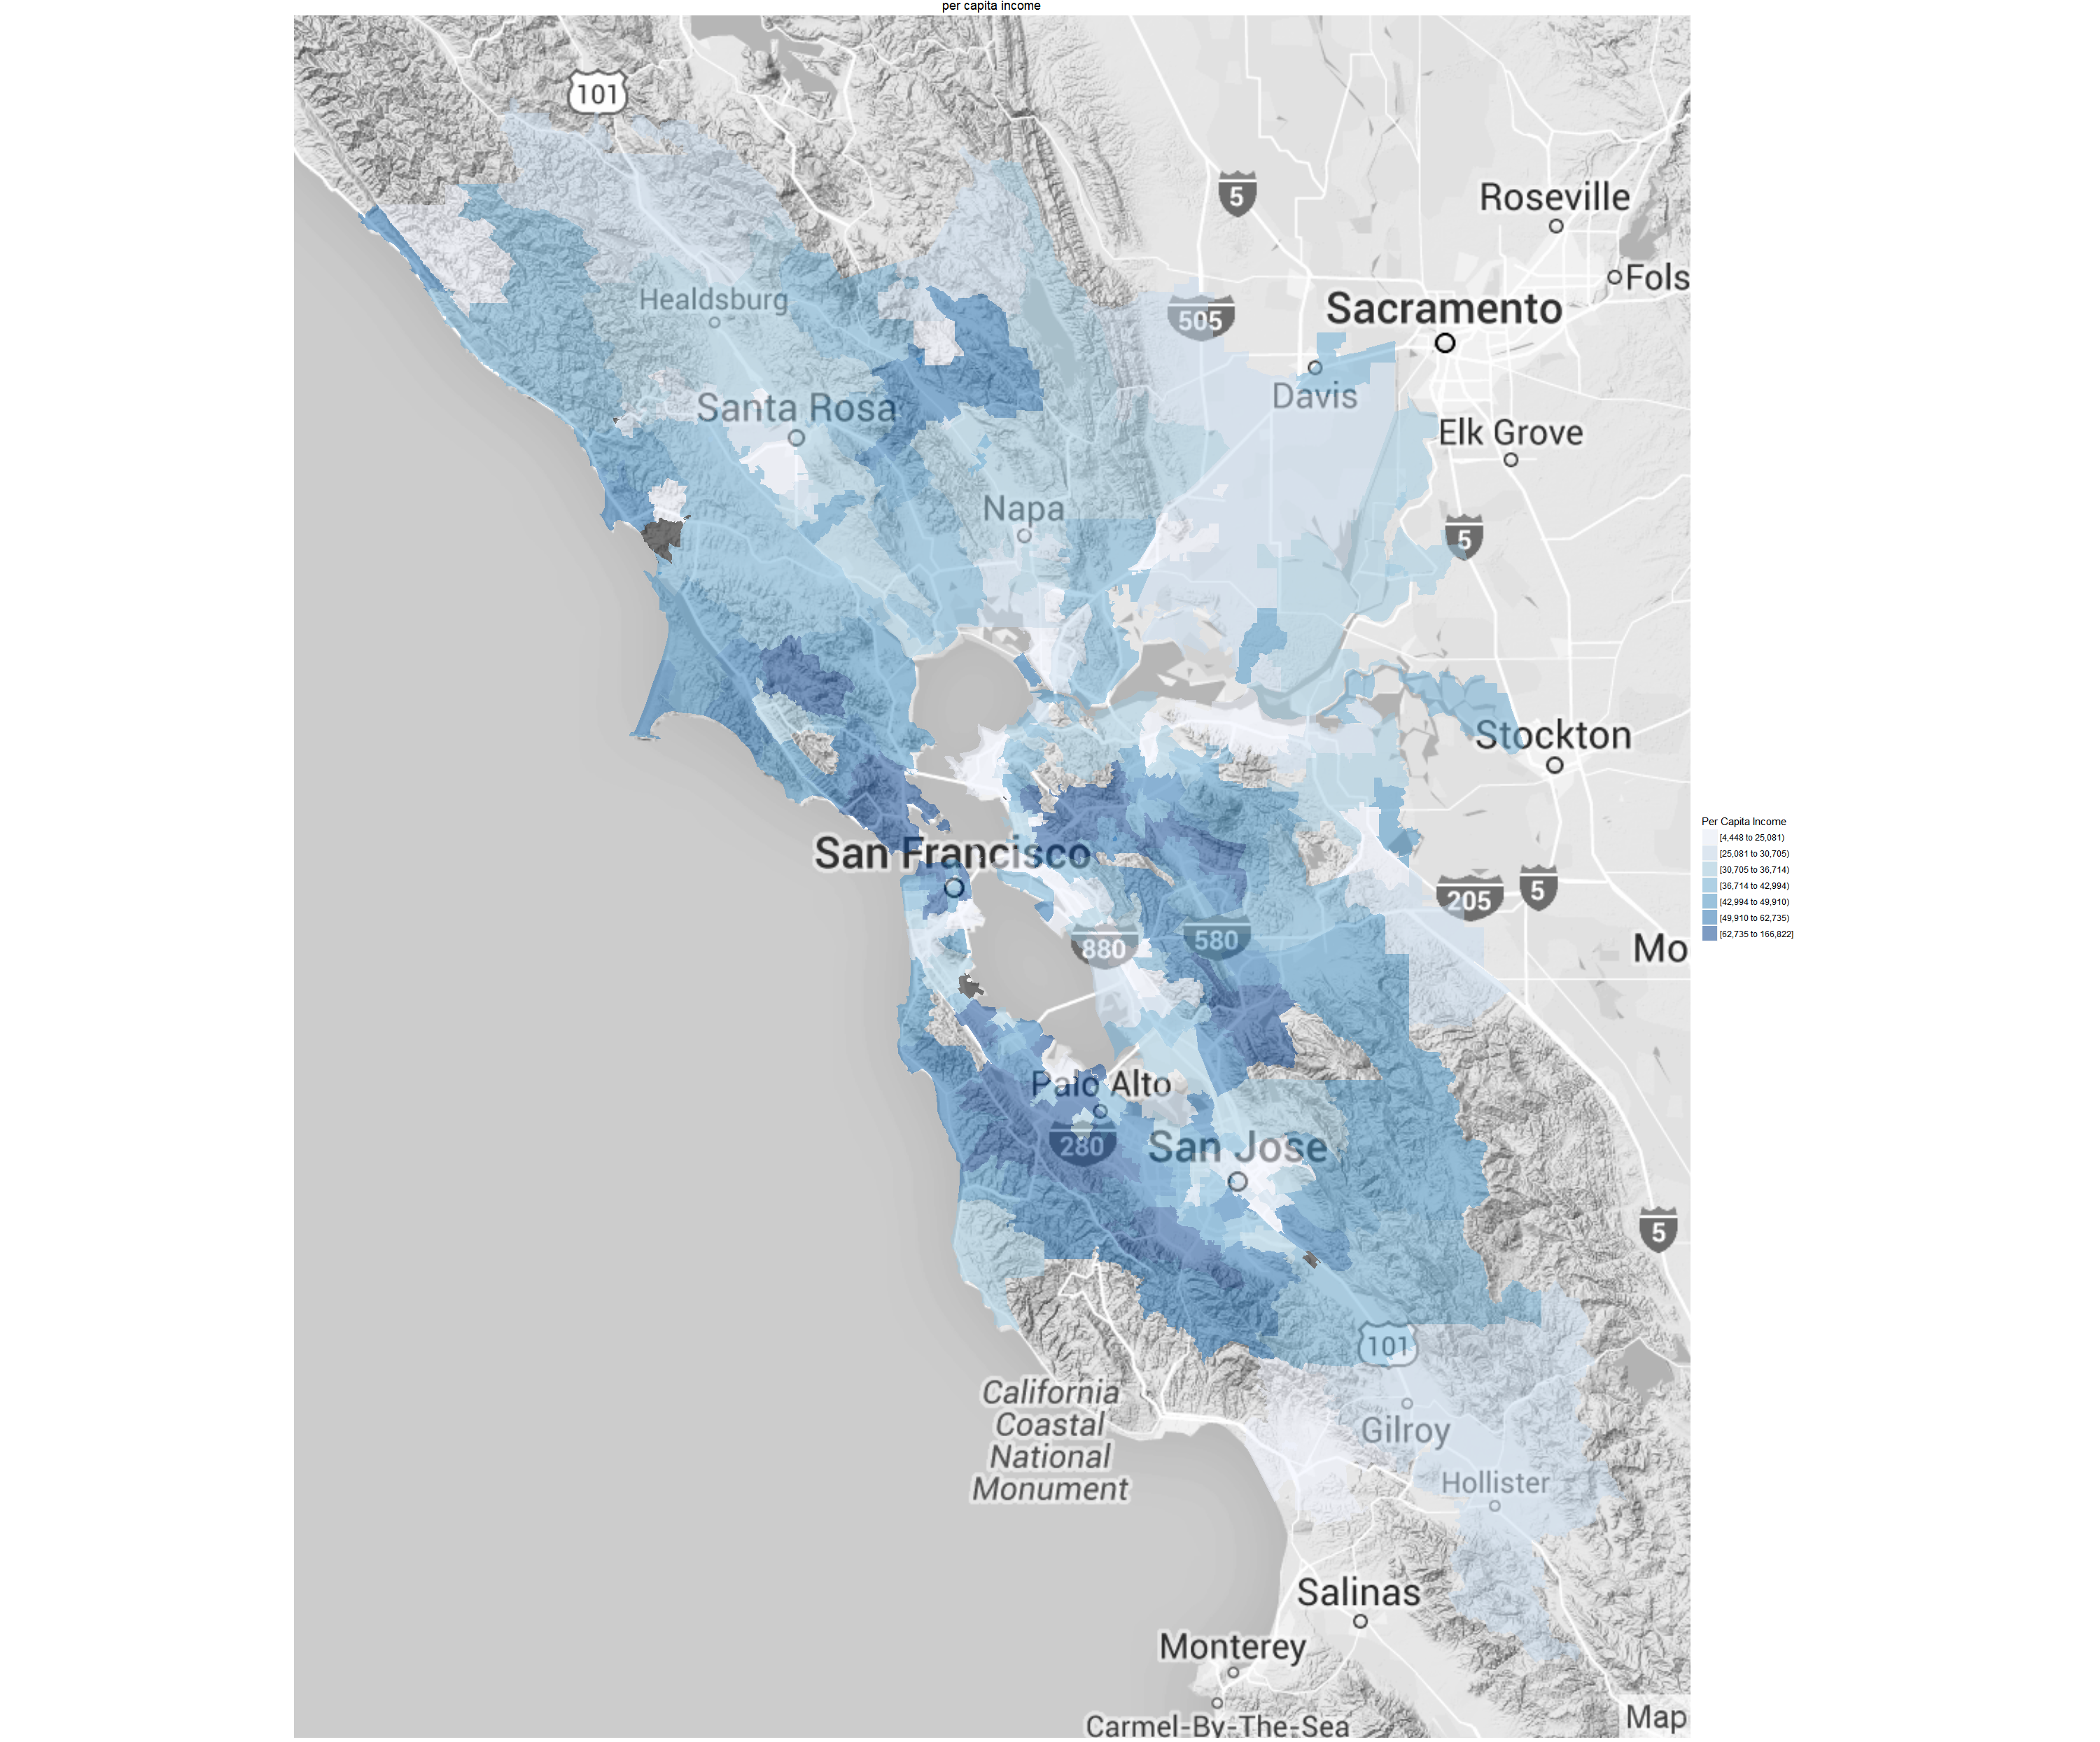 per capita income
101
5
Roseville
Fols
Healdsburg
505
Sacramento
Davis
Santa Rosa
Elk Grove
Napa
5
Stockton
San Francisco
205
5
880
580
Mo
Palo Alto
280
San Jose
5
101
California
Coastal
National
Monument
Gilroy
Hollister
Salinas
Monterey
Carmel-By-The-Sea
Map
Per Capita Income
[4,448 to 25,081)
[25,081 to 30,705)
[30,705 to 36,714)
[36,714 to 42,994)
[42,994 to 49,910)
[49,910 to 62,735)
[62,735 to 166,822]